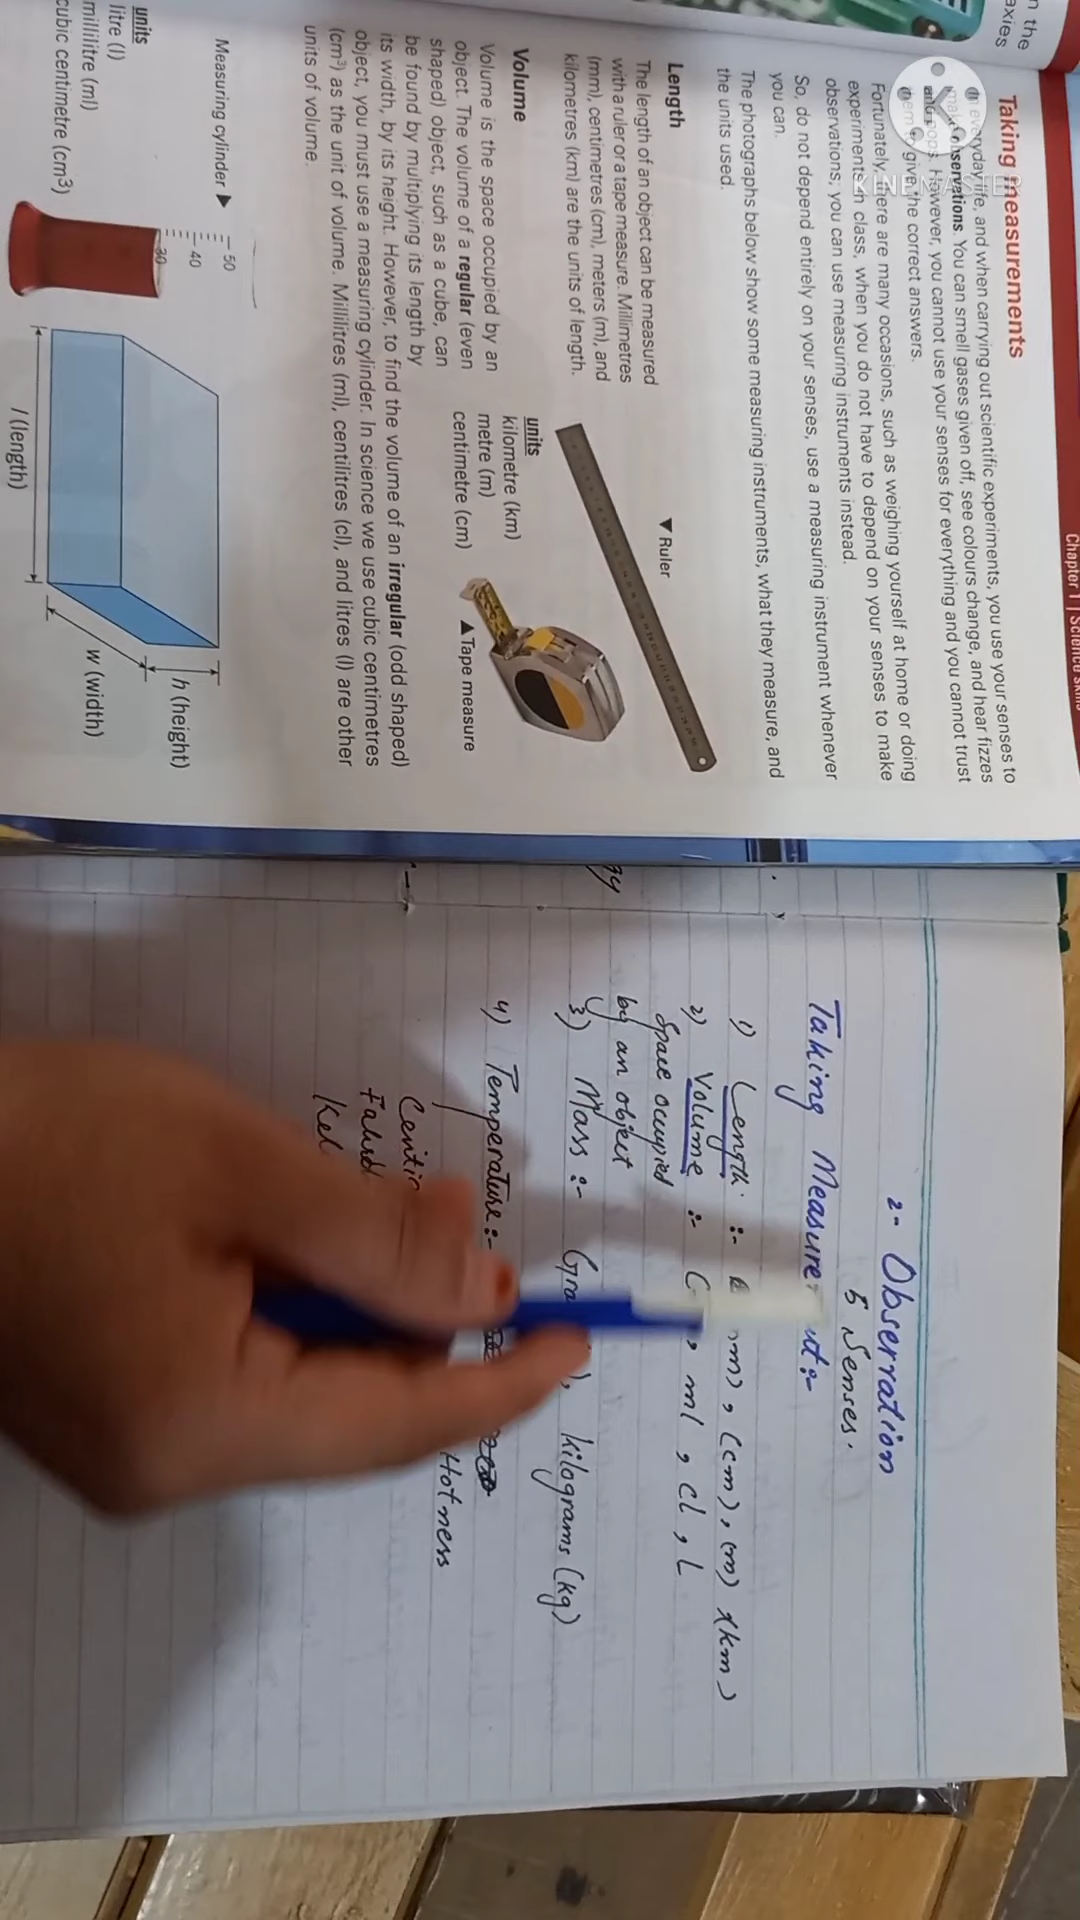 Chapter 1 | Science Skills
n the
axies
Taking measurements
In everyday life, and when carrying out scientific experiments, you use your senses to
make observations. You can smell gases given off, see colours change, and hear fizzes
and pops. However, you cannot use your senses for everything and you cannot trust
them to give the correct answers.
KINEMASTER
Fortunately, there are many occasions, such as weighing yourself at home or doing
experiments in class, when you do not have to depend on your senses to make
observations; you can use measuring instruments instead.
So, do not depend entirely on your senses, use a measuring instrument whenever
you can.
The photographs below show some measuring instruments, what they measure, and
the units used.
Length
The length of an object can be measured
with a ruler or a tape measure. Millimetres
(mm), centimetres (cm), meters (m), and
kilometres (km) are the units of length.
▼ Ruler
units
kilometre (km)
metre (m)
centimetre (cm)
▲ Tape measure
Volume
Volume is the space occupied by an
object. The volume of a regular (even
shaped) object, such as a cube, can
be found by multiplying its length by
its width, by its height. However, to find the volume of an irregular (odd shaped)
object, you must use a measuring cylinder. In science we use cubic centimetres
(cm³) as the unit of volume. Millilitres (ml), centilitres (cl), and litres (l) are other
units of volume.
Measuring cylinder ▶
50
40
30
units
litre (l)
millilitre (ml)
cubic centimetre (cm³)
h (height)
w (width)
l (length)
2- Observation
5 Senses.
Taking Measure
1) Length :- mm), (cm), (m) (km)
2) Volume :- , ml, cl, L
Space occupied
by an object
3) Mass :- Gra ), kilograms (kg)
4) Temperature :-
Hotness
Centi
Kel